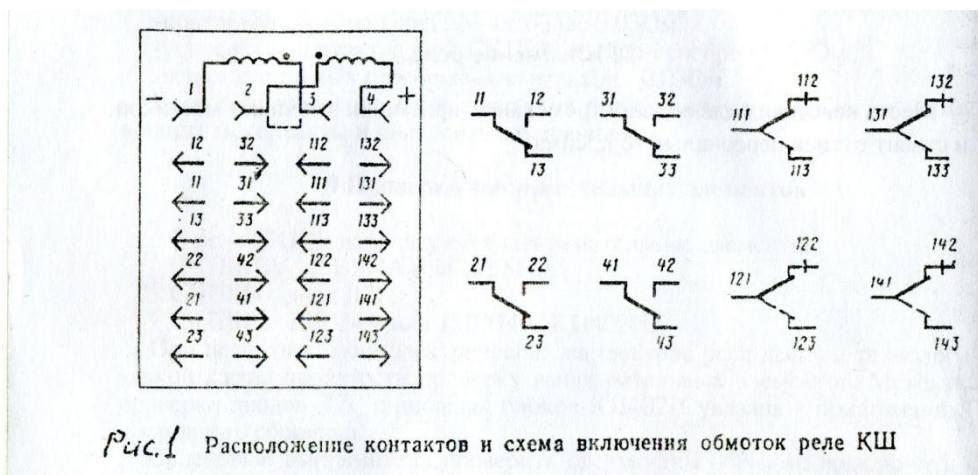 1 2 3 4
− +
12 32 112 132
11 31 111 131
13 33 113 133
22 42 122 142
21 41 121 141
23 43 123 143
11 12 31 32 111 112 131 132
13 33 113 133
21 22 41 42 121 122 141 142
23 43 123 143
Рис.1 Расположение контактов и схема включения обмоток реле КШ